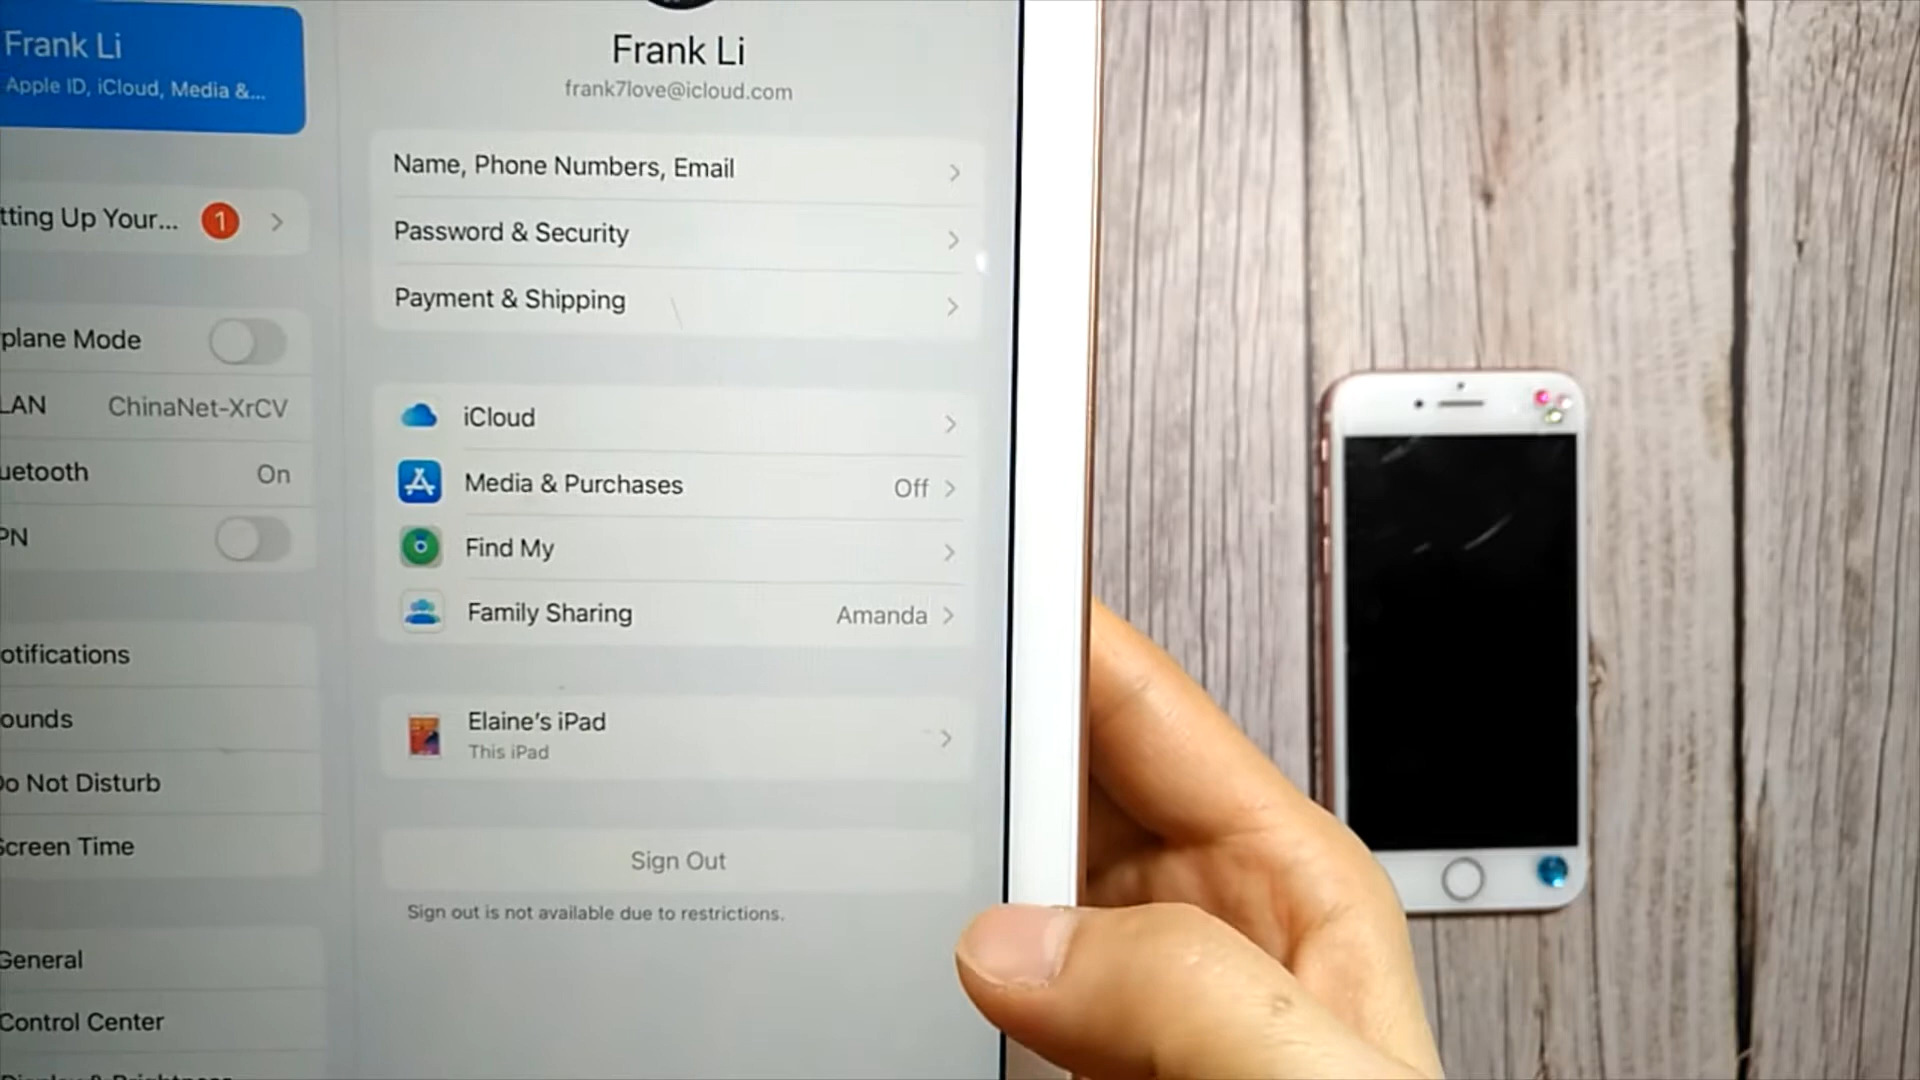 Frank Li
Apple ID, iCloud, Media &...
tting Up Your... 1
plane Mode
LAN ChinaNet-XrCV
uetooth On
PN
otifications
ounds
Do Not Disturb
Screen Time
General
Control Center
Frank Li
frank7love@icloud.com
Name, Phone Numbers, Email
Password & Security
Payment & Shipping
iCloud
Media & Purchases Off
Find My
Family Sharing Amanda
Elaine's iPad
This iPad
Sign Out
Sign out is not available due to restrictions.